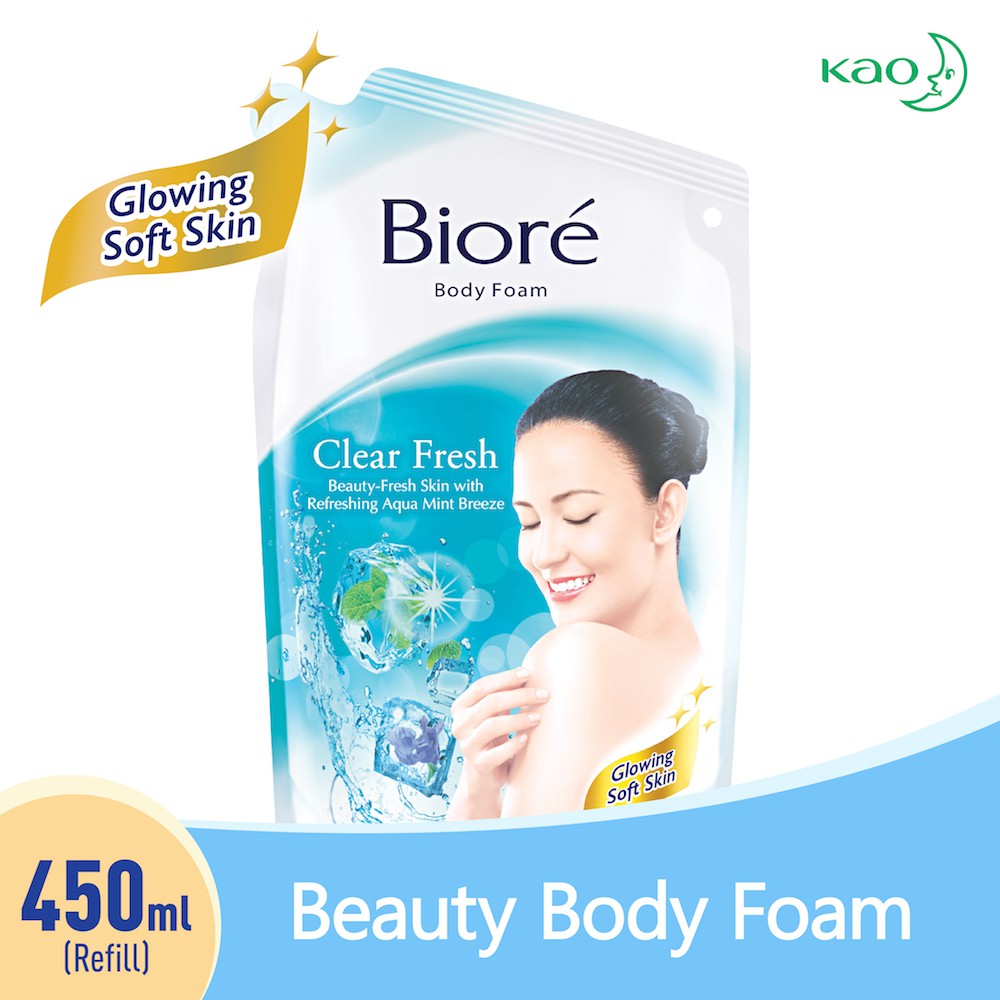 Kao
Glowing
Soft Skin
Bioré
Body Foam
Clear Fresh
Beauty-Fresh Skin with
Refreshing Aqua Mint Breeze
Glowing
Soft Skin
450ml
(Refill)
Beauty Body Foam